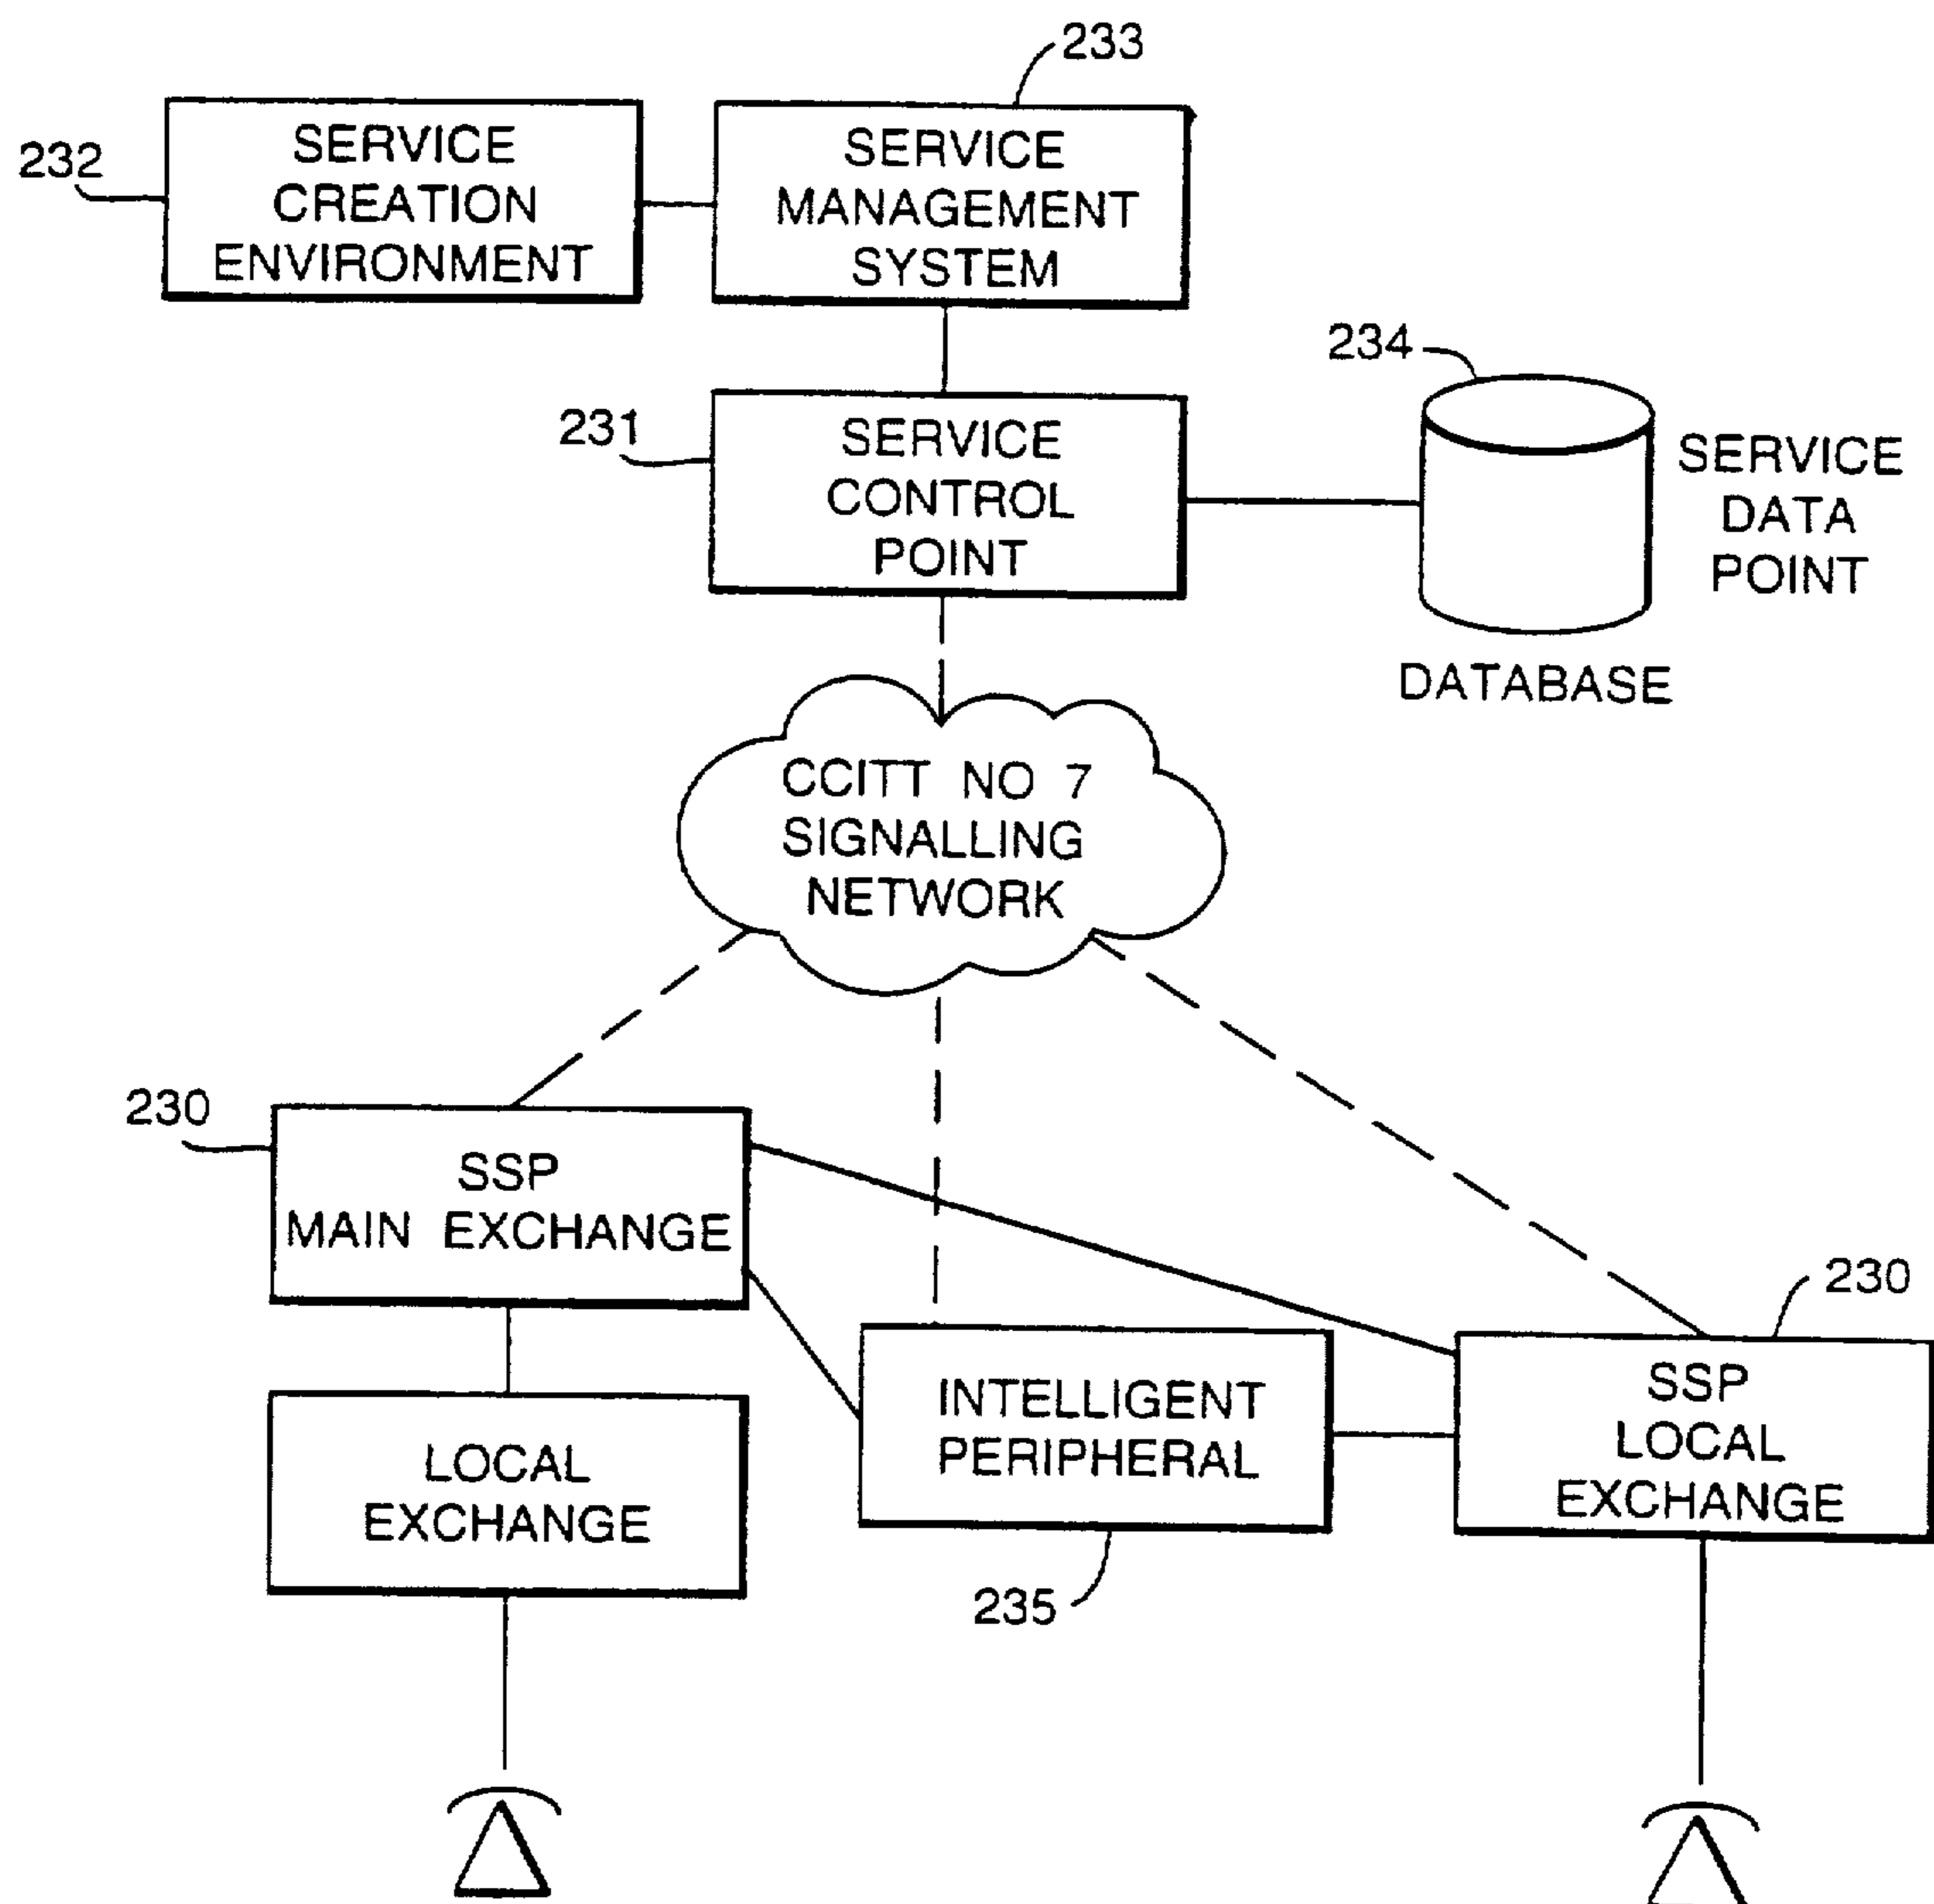 233
232
SERVICE
CREATION
ENVIRONMENT
SERVICE
MANAGEMENT
SYSTEM
234
231
SERVICE
CONTROL
POINT
SERVICE
DATA
POINT
DATABASE
CCITT NO 7
SIGNALLING
NETWORK
230
SSP
MAIN EXCHANGE
230
INTELLIGENT
PERIPHERAL
SSP
LOCAL
EXCHANGE
LOCAL
EXCHANGE
235